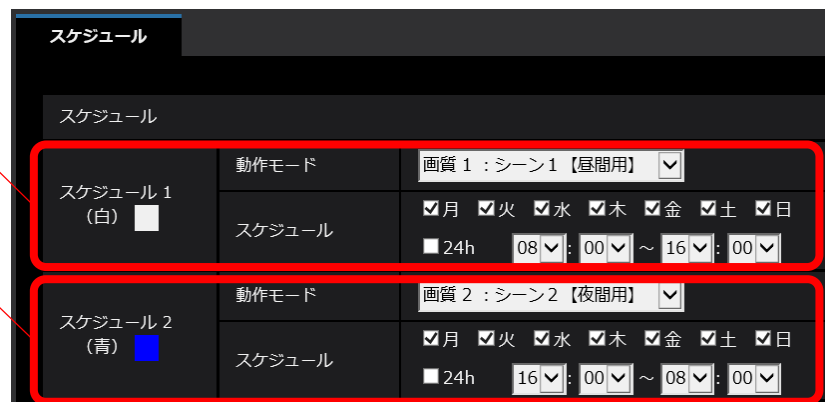 スケジュール
スケジュール
スケジュール 1
（白）
動作モード
画質 1 ：シーン1【昼間用】
スケジュール
月 火 水 木 金 土 日
24h 08 : 00 ～ 16 : 00
スケジュール 2
（青）
動作モード
画質 2 ：シーン2【夜間用】
スケジュール
月 火 水 木 金 土 日
24h 16 : 00 ～ 08 : 00